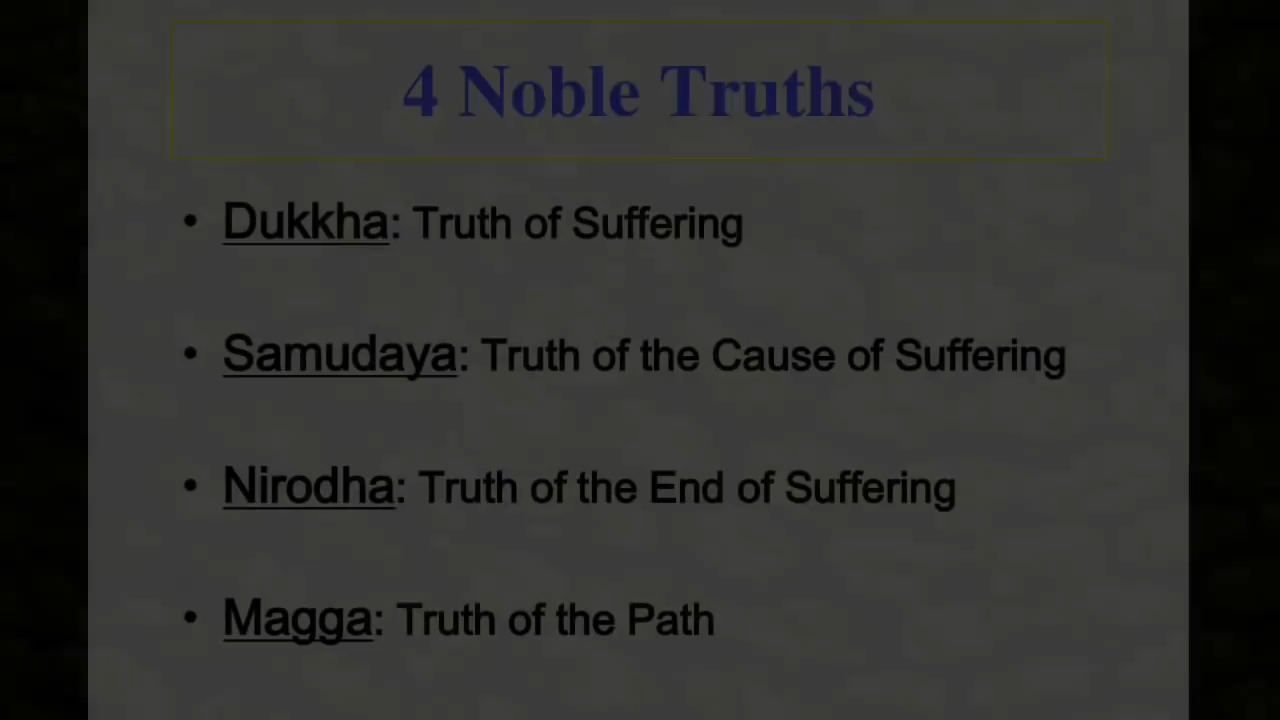 4 Noble Truths
• Dukkha: Truth of Suffering
• Samudaya: Truth of the Cause of Suffering
• Nirodha: Truth of the End of Suffering
• Magga: Truth of the Path